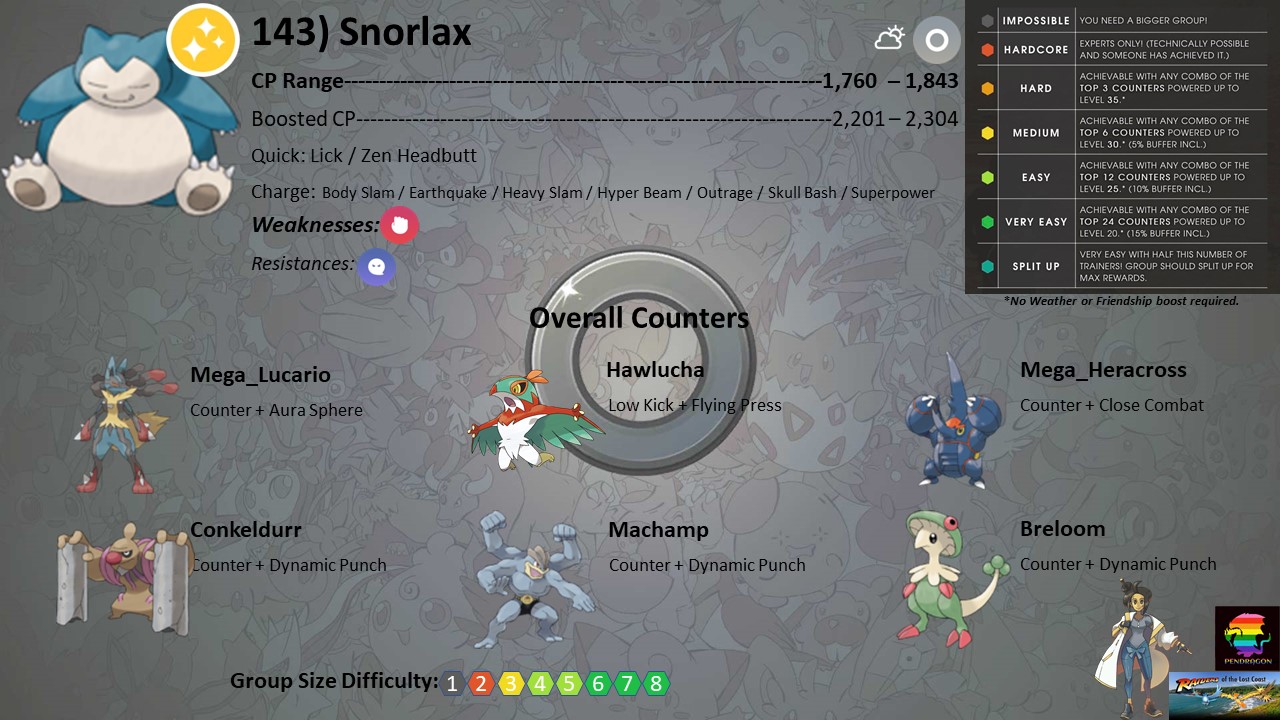 143) Snorlax
CP Range------------------------------------------------------------------------1,760 – 1,843
Boosted CP------------------------------------------------------------------------2,201 – 2,304
Quick: Lick / Zen Headbutt
Charge: Body Slam / Earthquake / Heavy Slam / Hyper Beam / Outrage / Skull Bash / Superpower
Weaknesses:
Resistances:
IMPOSSIBLE YOU NEED A BIGGER GROUP!
HARDCORE EXPERTS ONLY! (TECHNICALLY POSSIBLE
AND SOMEONE HAS ACHIEVED IT.)
HARD ACHIEVABLE WITH ANY COMBO OF THE
TOP 3 COUNTERS POWERED UP TO
LEVEL 35.*
MEDIUM ACHIEVABLE WITH ANY COMBO OF THE
TOP 6 COUNTERS POWERED UP TO
LEVEL 30.* (5% BUFFER INCL.)
EASY ACHIEVABLE WITH ANY COMBO OF THE
TOP 12 COUNTERS POWERED UP TO
LEVEL 25.* (10% BUFFER INCL.)
VERY EASY ACHIEVABLE WITH ANY COMBO OF THE
TOP 24 COUNTERS POWERED UP TO
LEVEL 20.* (15% BUFFER INCL.)
SPLIT UP VERY EASY WITH HALF THIS NUMBER OF
TRAINERS! GROUP SHOULD SPLIT UP FOR
MAX REWARDS.
*No Weather or Friendship boost required.
Overall Counters
Mega_Lucario
Counter + Aura Sphere
Hawlucha
Low Kick + Flying Press
Mega_Heracross
Counter + Close Combat
Conkeldurr
Counter + Dynamic Punch
Machamp
Counter + Dynamic Punch
Breloom
Counter + Dynamic Punch
Group Size Difficulty: 1 2 3 4 5 6 7 8
PENDRAGON
RAIDERS of the Lost Coast